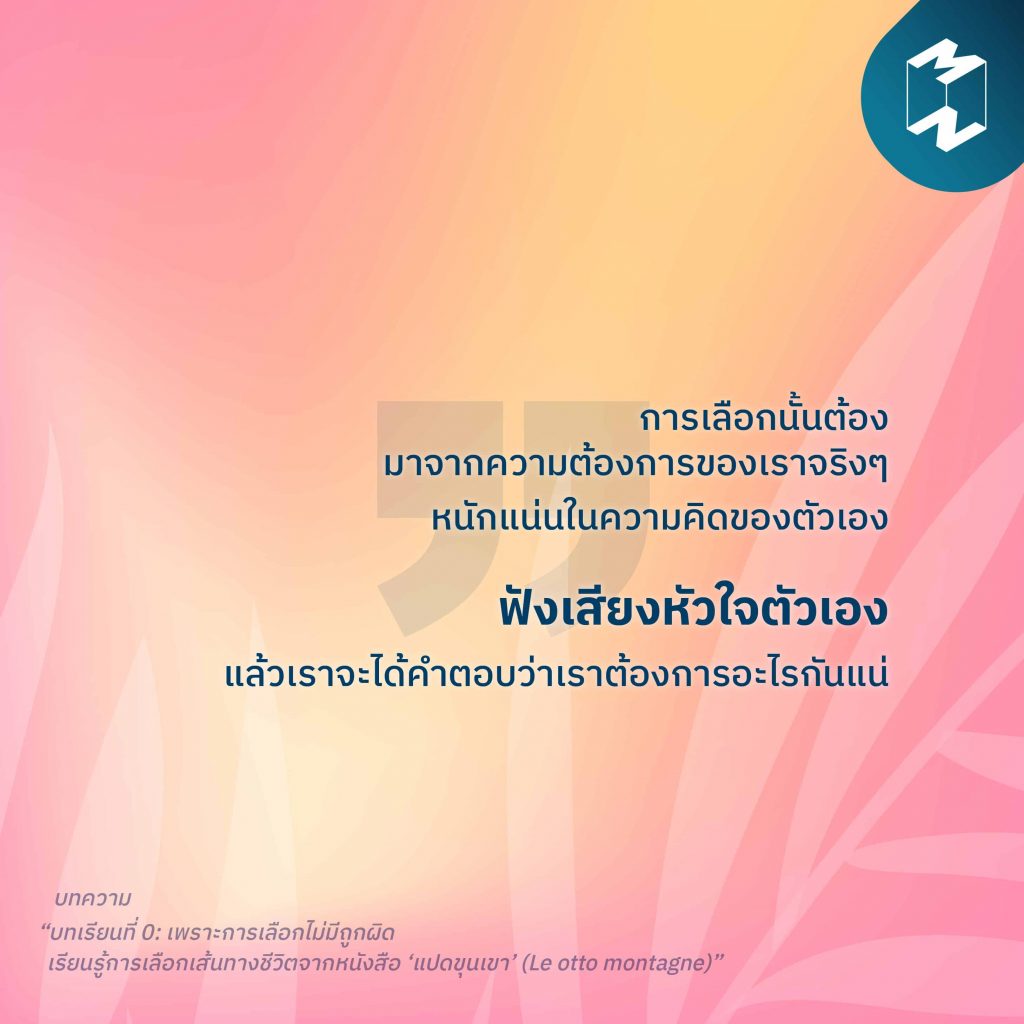 การเลือกนั้นต้อง
มาจากความต้องการของเราจริงๆ
หนักแน่นในความคิดของตัวเอง
ฟังเสียงหัวใจตัวเอง
แล้วเราจะได้คำตอบว่าเราต้องการอะไรกันแน่
บทความ
“บทเรียนที่ 0: เพราะการเลือกไม่มีถูกผิด
เรียนรู้การเลือกเส้นทางชีวิตจากหนังสือ ‘แปดขุนเขา’ (Le otto montagne)”